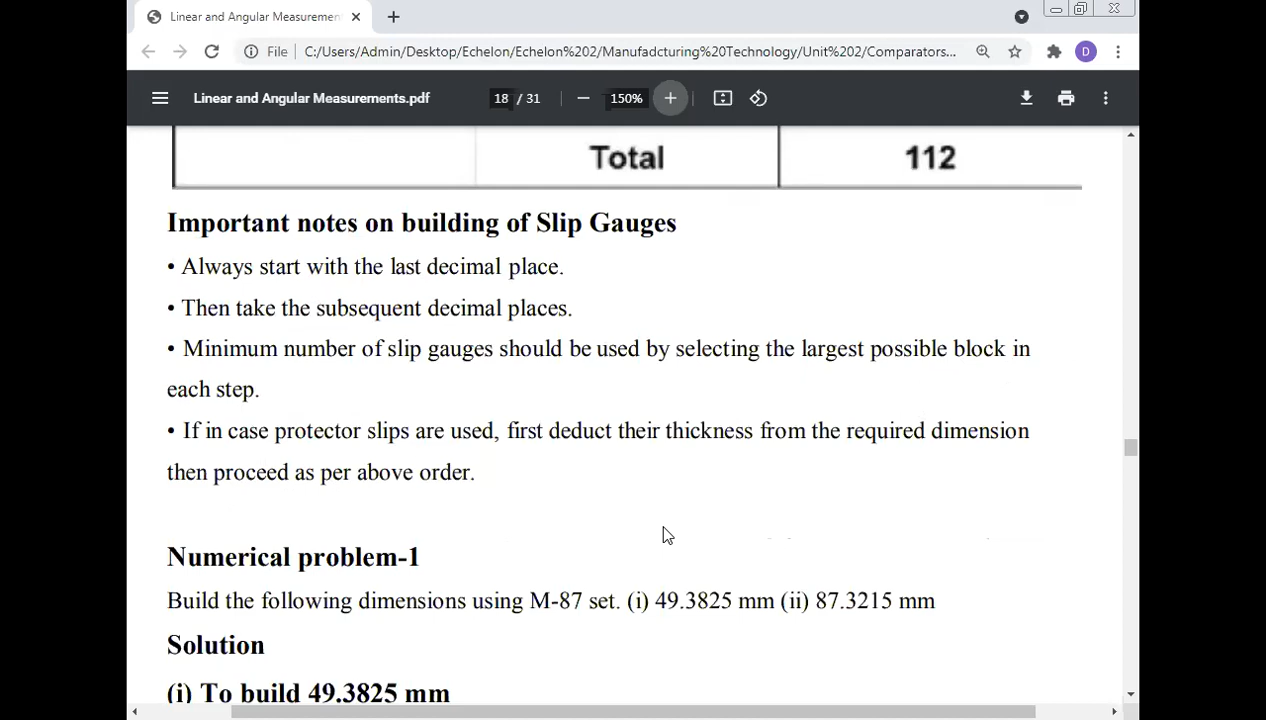 Linear and Angular Measuremen
File C:/Users/Admin/Desktop/Echelon/Echelon%202/Manufadcturing%20Technology/Unit%202/Comparators...
D
Linear and Angular Measurements.pdf 18 / 31 150%
Total 112
Important notes on building of Slip Gauges
• Always start with the last decimal place.
• Then take the subsequent decimal places.
• Minimum number of slip gauges should be used by selecting the largest possible block in
each step.
• If in case protector slips are used, first deduct their thickness from the required dimension
then proceed as per above order.
Numerical problem-1
Build the following dimensions using M-87 set. (i) 49.3825 mm (ii) 87.3215 mm
Solution
(i) To build 49.3825 mm